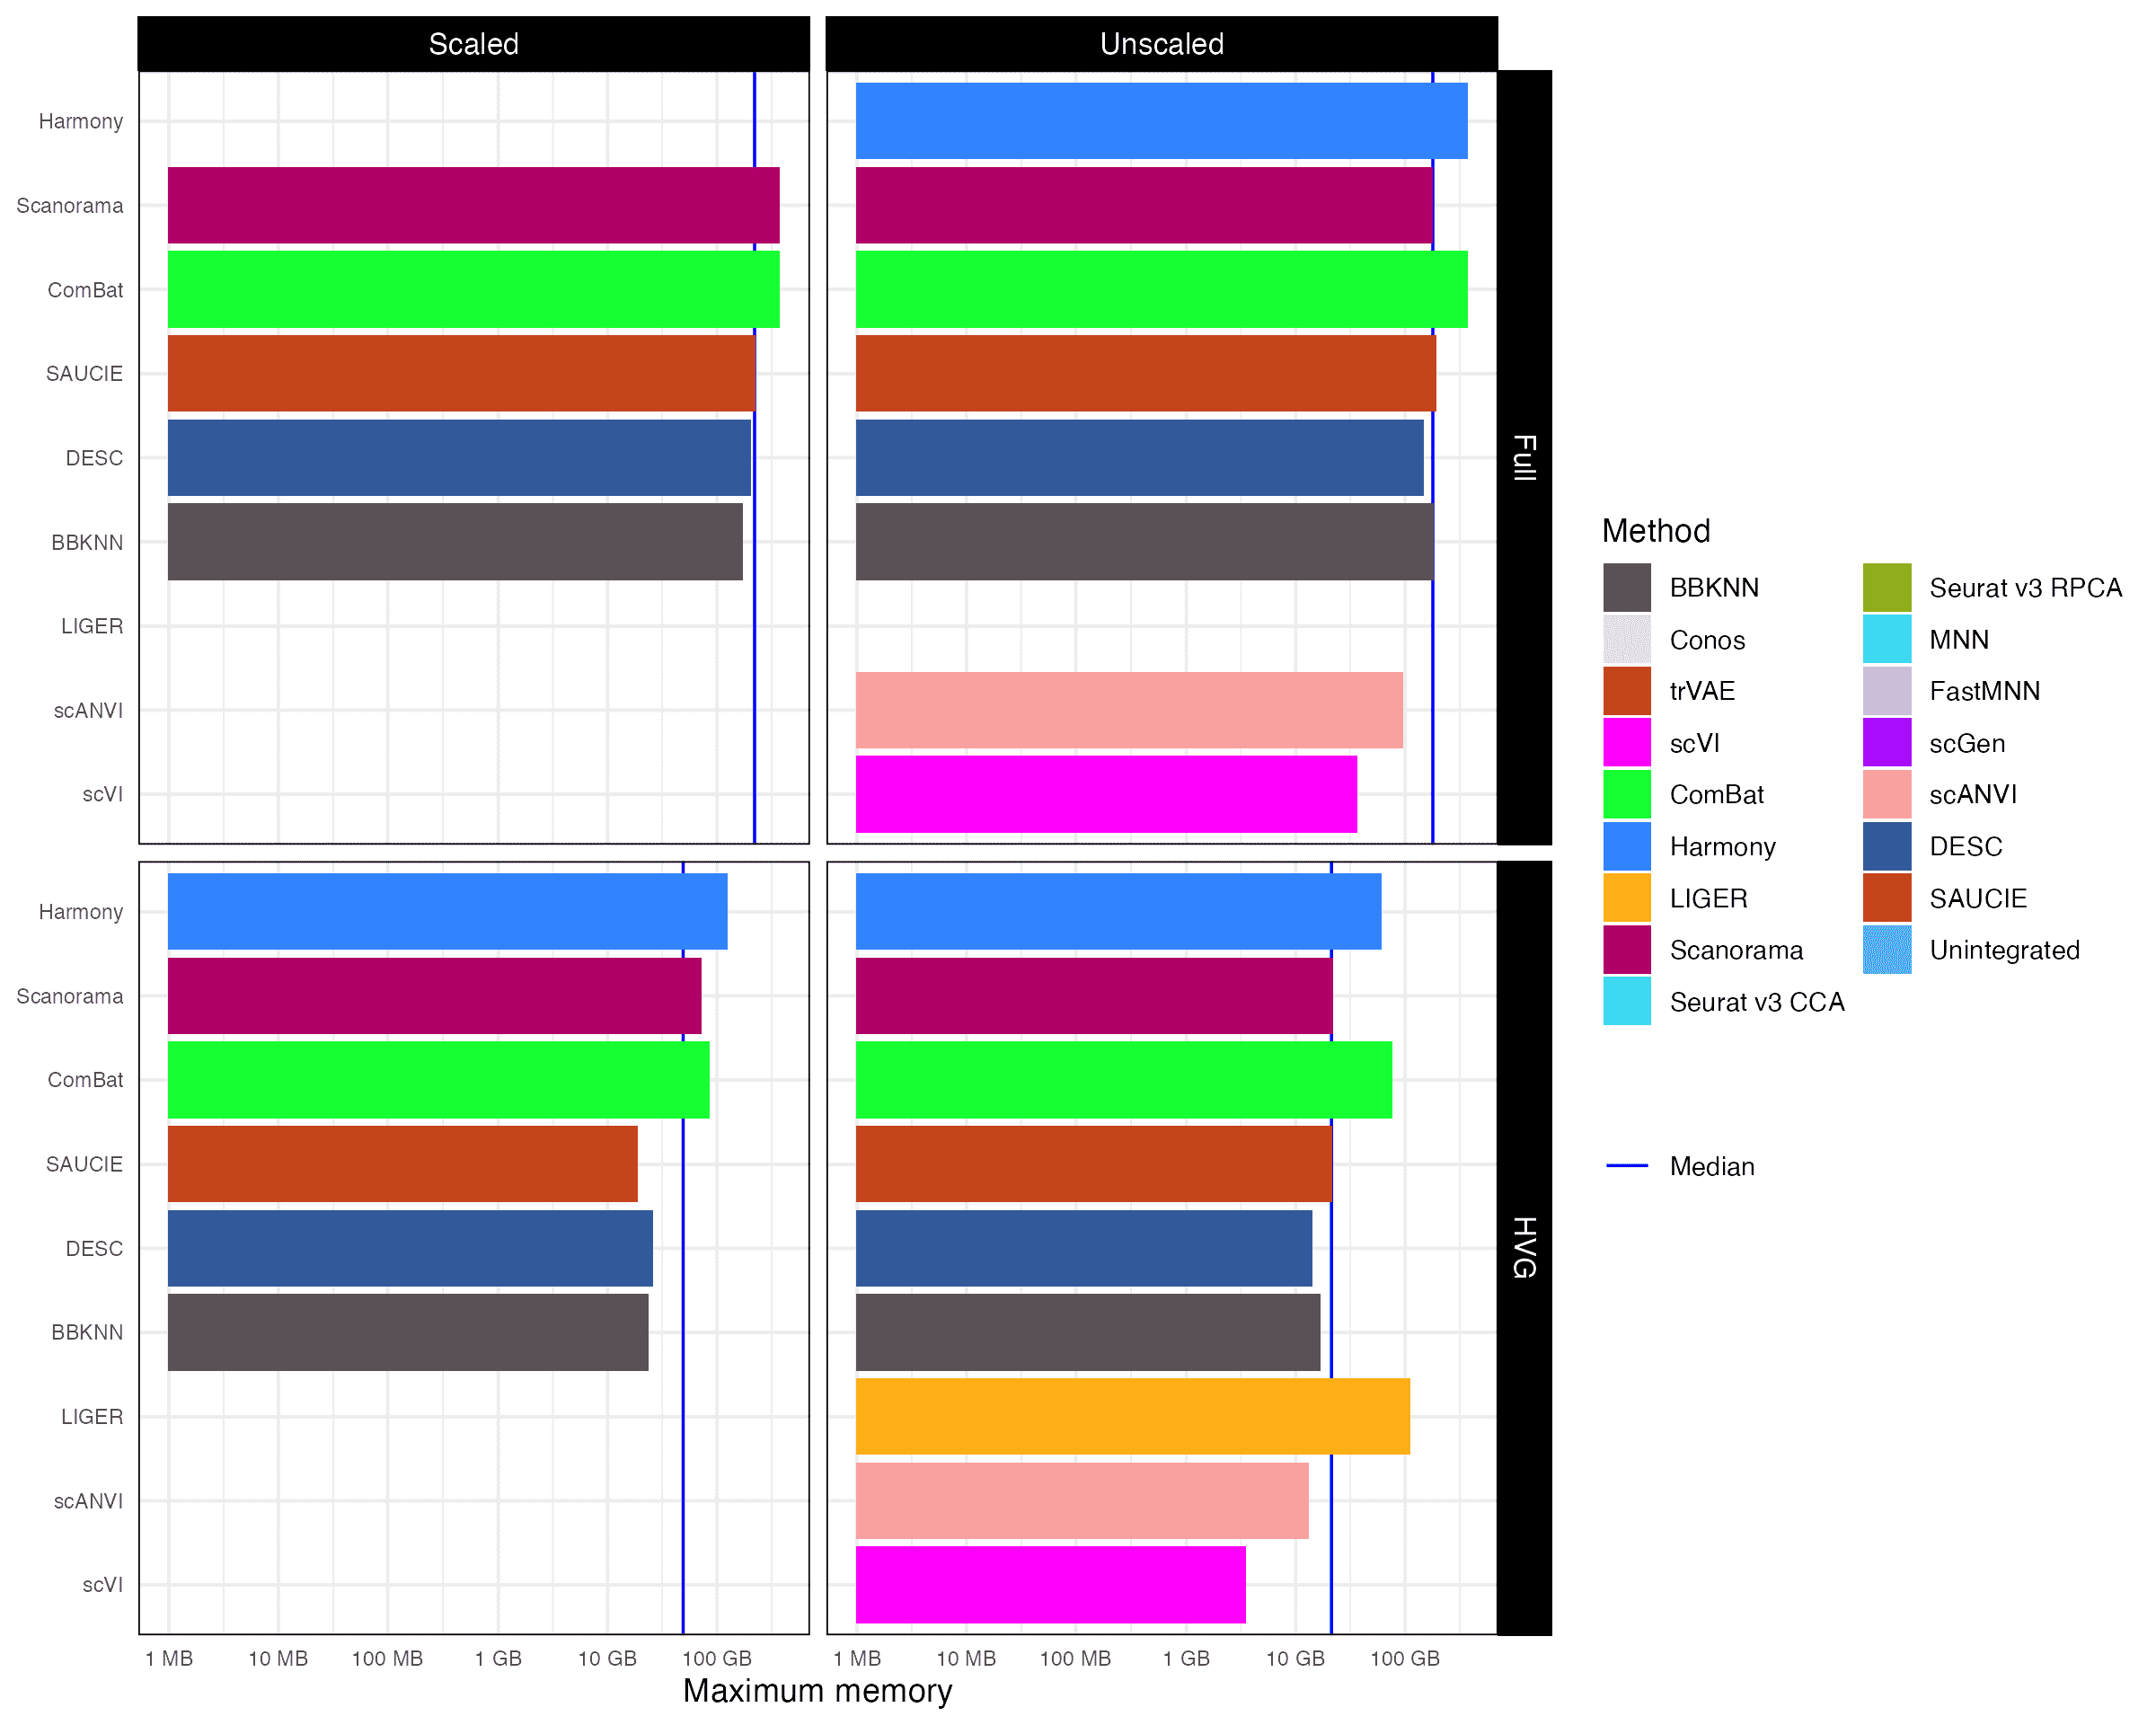 Scaled
Unscaled
Harmony
Scanorama
ComBat
SAUCIE
DESC
BBKNN
LIGER
scANVI
scVI
Full
Harmony
Scanorama
ComBat
SAUCIE
DESC
BBKNN
LIGER
scANVI
scVI
HVG
1 MB 10 MB 100 MB 1 GB 10 GB 100 GB
1 MB 10 MB 100 MB 1 GB 10 GB 100 GB
Maximum memory
Method
BBKNN
Conos
trVAE
scVI
ComBat
Harmony
LIGER
Scanorama
Seurat v3 CCA
Seurat v3 RPCA
MNN
FastMNN
scGen
scANVI
DESC
SAUCIE
Unintegrated
Median